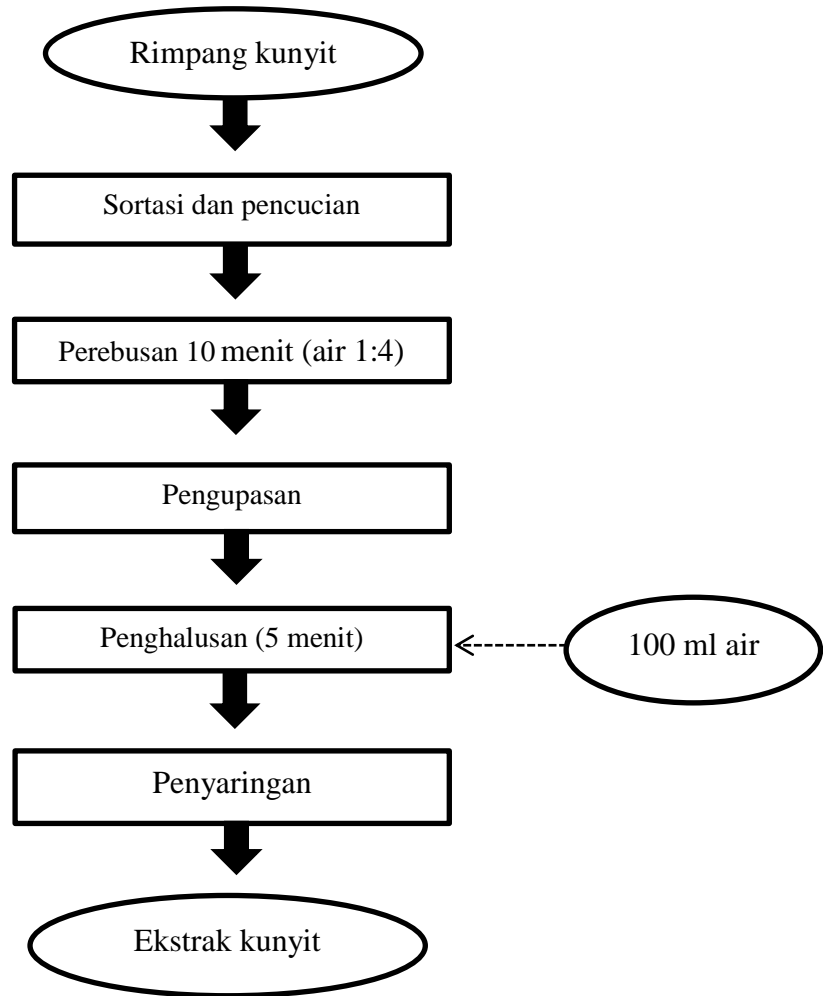 Rimpang kunyit
Sortasi dan pencucian
Perebusan 10 menit (air 1:4)
Pengupasan
Penghalusan (5 menit)
100 ml air
Penyaringan
Ekstrak kunyit